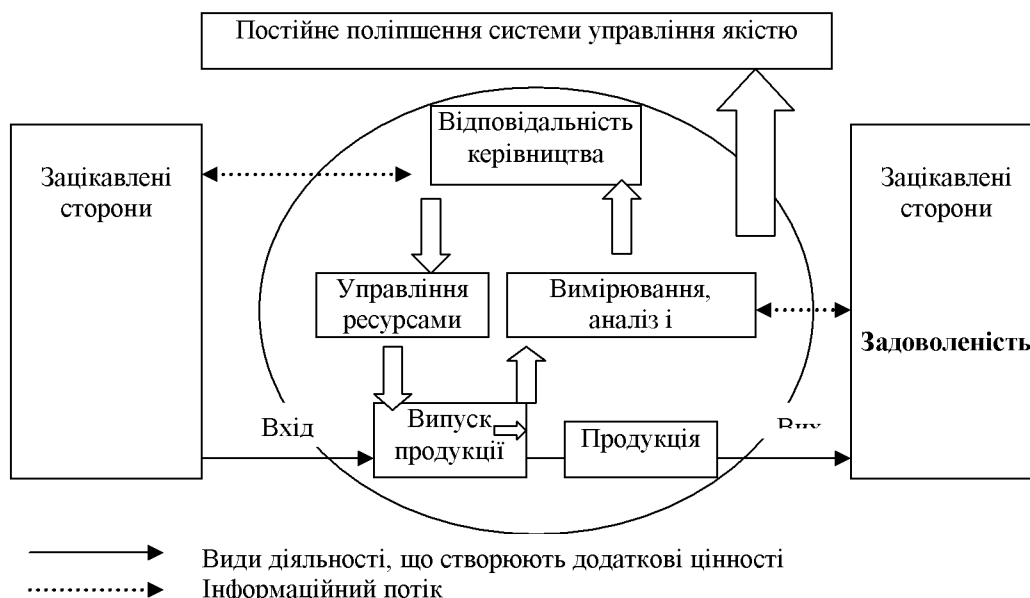 Постійне поліпшення системи управління якістю
Відповідальність
керівництва
Зацікавлені
сторони
Зацікавлені
сторони
Управління
ресурсами
Вимірювання,
аналіз і
Задоволеність
Вхід
Випуск
продукції
Продукція
Вих
Види діяльності, що створюють додаткові цінності
Інформаційний потік